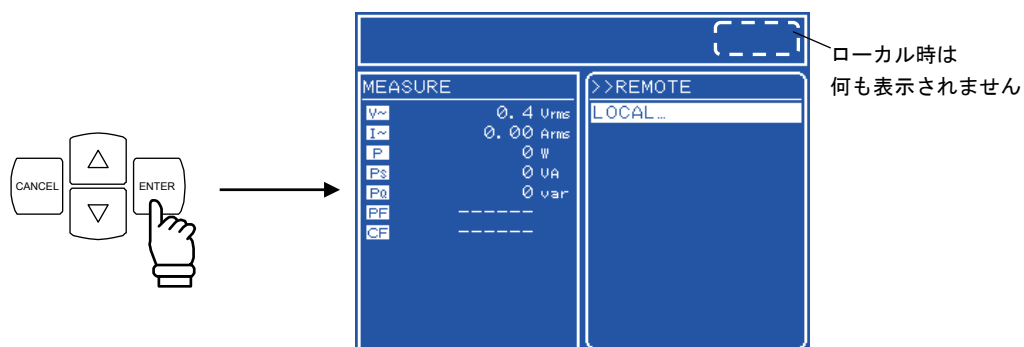 CANCEL
△
▽
ENTER
MEASURE
V~ 0.4 Vrms
I~ 0.00 Arms
P 0 W
PS 0 VA
PQ 0 var
PF ------
CF ------
>>REMOTE
LOCAL…
ローカル時は
何も表示されません